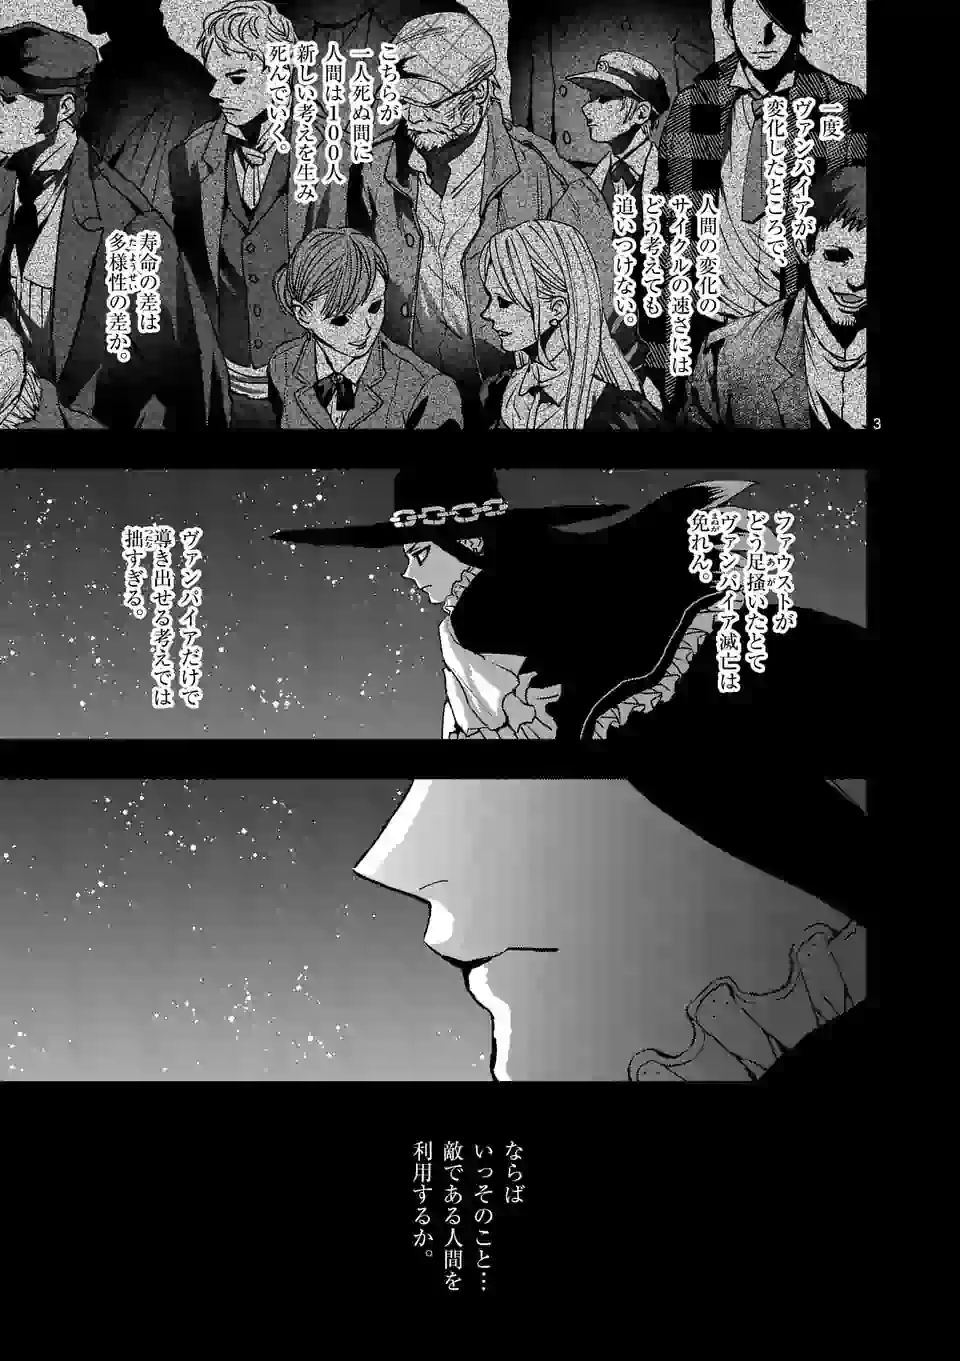 一度
ヴァンパイアが
変化したところで、
人間の変化の
サイクルの速さには
どう考えても
追いつけない。
こちらが
一人死ぬ間に
人間は100人
新しい考えを生み
死んでいく。
寿命の差は
多様性の差か。
3
ファウストが
どう足掻いたとて
ヴァンパイア滅亡は
免れん。
ヴァンパイアだけで
導き出せる考えでは
拙すぎる。
ならば
いっそのこと…
敵である人間を
利用するか。